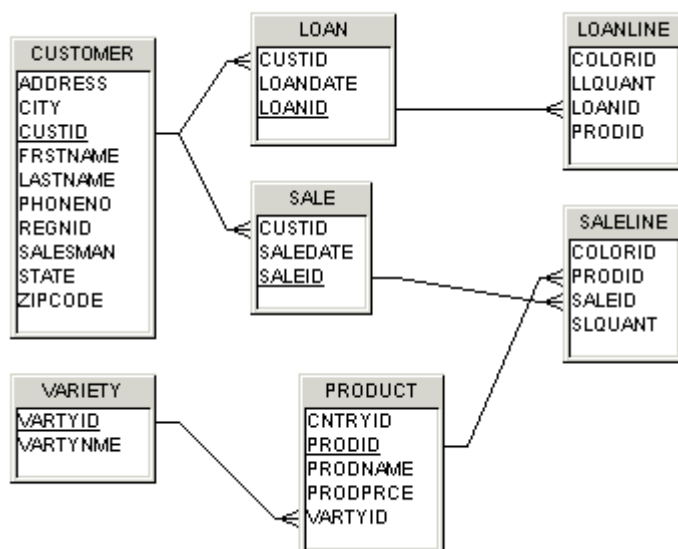 CUSTOMER
ADDRESS
CITY
CUSTID
FRSTNAME
LASTNAME
PHONENO
REGNID
SALESMAN
STATE
ZIPCODE
LOAN
CUSTID
LOANDATE
LOANID
LOANLINE
COLORID
LLQUANT
LOANID
PRODID
SALE
CUSTID
SALEDATE
SALEID
SALELINE
COLORID
PRODID
SALEID
SLQUANT
VARIETY
VARTYID
VARTYNME
PRODUCT
CNTRYID
PRODID
PRODNAME
PRODPRCE
VARTYID